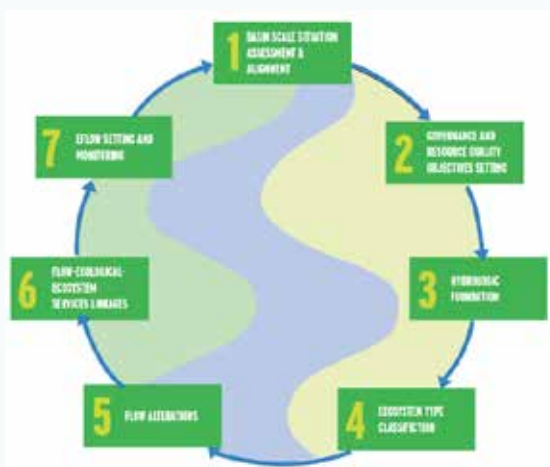 1 BASIN SCALE SITUATION
ASSESSMENT &
ALIGNMENT
2 GOVERNANCE AND
RESOURCE QUALITY
OBJECTIVES SETTING
3 HYDROLOGIC
FOUNDATION
4 ECOSYSTEM TYPE
CLASSIFICTION
5 FLOW ALTERATIONS
6 FLOW-ECOLOGICAL-
ECOSYSTEM
SERVICES LINKAGES
7 EFLOW SETTING AND
MONITORING